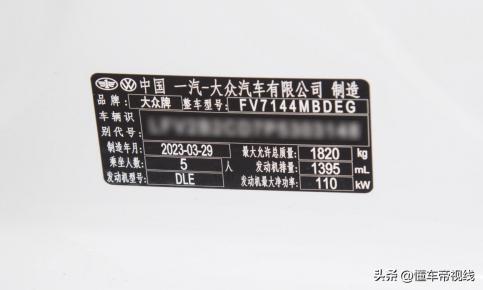 中国 一汽-大众汽车有限公司 制造
品牌: 大众牌 整车型号: FV7144MBDEG
车辆识
别代号:
制造年月: 2023-03-29 最大允许总质量: 1820 kg
乘坐人数: 5 人 发动机排量: 1395 mL
发动机型号: DLE 发动机最大净功率: 110 kW
头条 @懂车帝视线